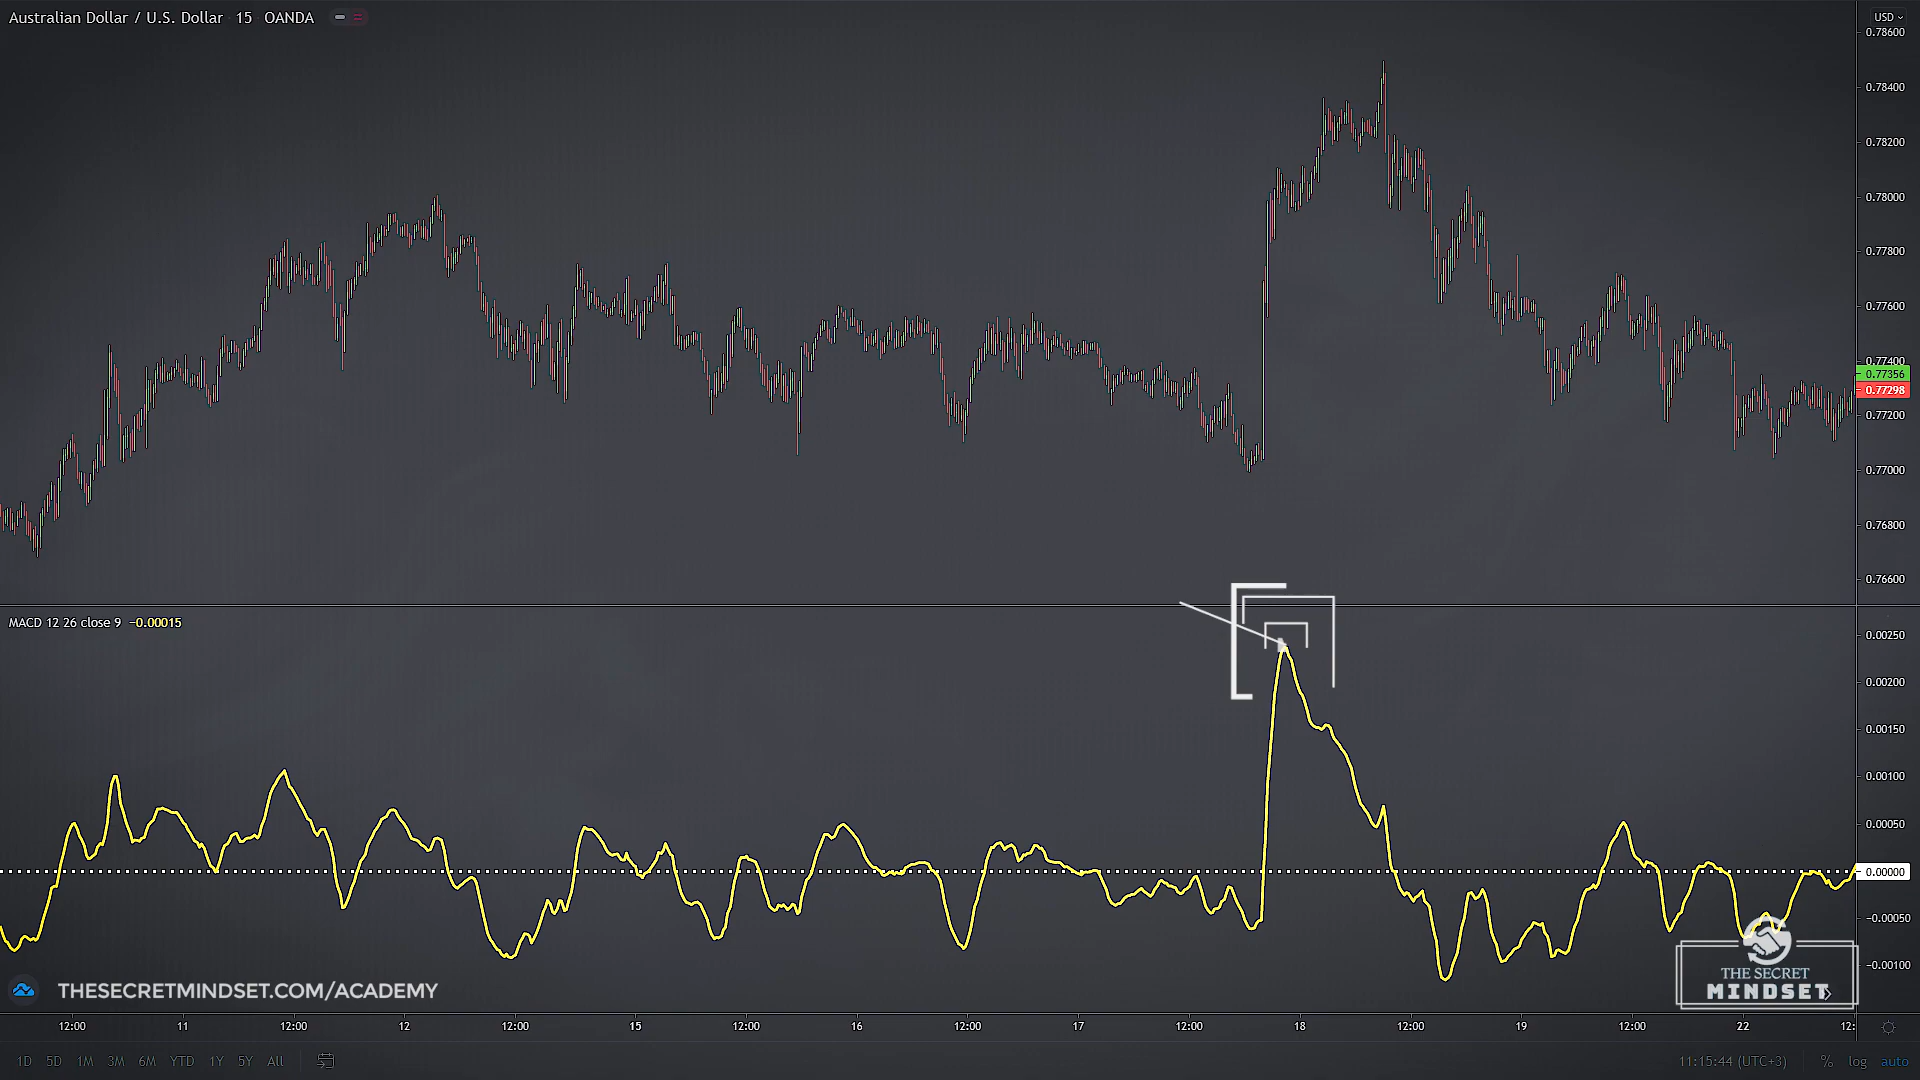 Australian Dollar / U.S. Dollar 15 OANDA
USD
0.78600
0.78400
0.78200
0.78000
0.77800
0.77600
0.77400
0.77356
0.77298
0.77200
0.77000
0.76800
0.76600
MACD 12 26 close 9 −0.00015
0.00250
0.00200
0.00150
0.00100
0.00050
0.00000
−0.00050
−0.00100
THE SECRET
MINDSET
THESECRETMINDSET.COM/ACADEMY
12:00 11 12:00 12 12:00 15 12:00 16 12:00 17 12:00 18 12:00 19 12:00 22 12:
1D 5D 1M 3M 6M YTD 1Y 5Y All 11:15:44 (UTC+3) % log auto